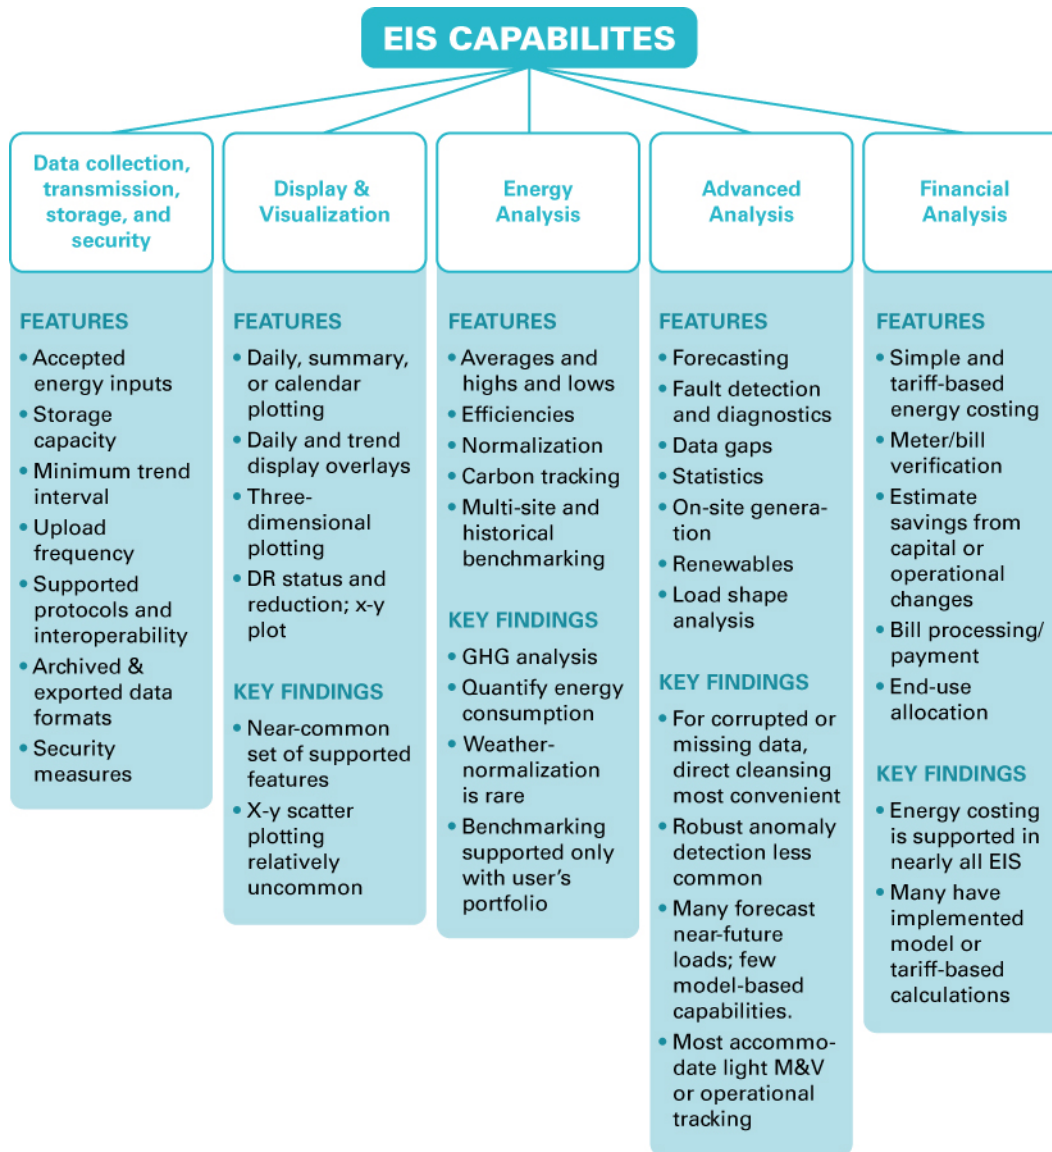 EIS CAPABILITES
Data collection,
transmission,
storage, and
security
FEATURES
• Accepted
energy inputs
• Storage
capacity
• Minimum trend
interval
• Upload
frequency
• Supported
protocols and
interoperability
• Archived &
exported data
formats
• Security
measures
Display &
Visualization
FEATURES
• Daily, summary,
or calendar
plotting
• Daily and trend
display overlays
• Three-
dimensional
plotting
• DR status and
reduction; x-y
plot
KEY FINDINGS
• Near-common
set of supported
features
• X-y scatter
plotting
relatively
uncommon
Energy
Analysis
FEATURES
• Averages and
highs and lows
• Efficiencies
• Normalization
• Carbon tracking
• Multi-site and
historical
benchmarking
KEY FINDINGS
• GHG analysis
• Quantify energy
consumption
• Weather-
normalization
is rare
• Benchmarking
supported only
with user's
portfolio
Advanced
Analysis
FEATURES
• Forecasting
• Fault detection
and diagnostics
• Data gaps
• Statistics
• On-site genera-
tion
• Renewables
• Load shape
analysis
KEY FINDINGS
• For corrupted or
missing data,
direct cleansing
most convenient
• Robust anomaly
detection less
common
• Many forecast
near-future
loads; few
model-based
capabilities.
• Most accommo-
date light M&V
or operational
tracking
Financial
Analysis
FEATURES
• Simple and
tariff-based
energy costing
• Meter/bill
verification
• Estimate
savings from
capital or
operational
changes
• Bill processing/
payment
• End-use
allocation
KEY FINDINGS
• Energy costing
is supported in
nearly all EIS
• Many have
implemented
model or
tariff-based
calculations